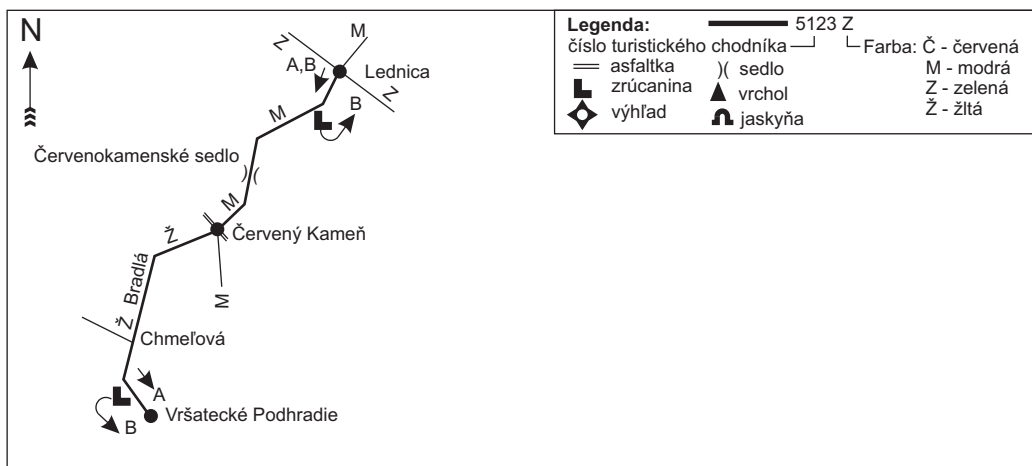 N
M
Z
A,B
Lednica
Z
B
M
Červenokamenské sedlo
M
Ž
Červený Kameň
Bradlá
M
Ž
Chmeľová
A
B
Vršatecké Podhradie
Legenda:
5123 Z
číslo turistického chodníka
Farba: Č - červená
asfaltka
sedlo
M - modrá
zrúcanina
vrchol
Z - zelená
výhľad
jaskyňa
Ž - žltá